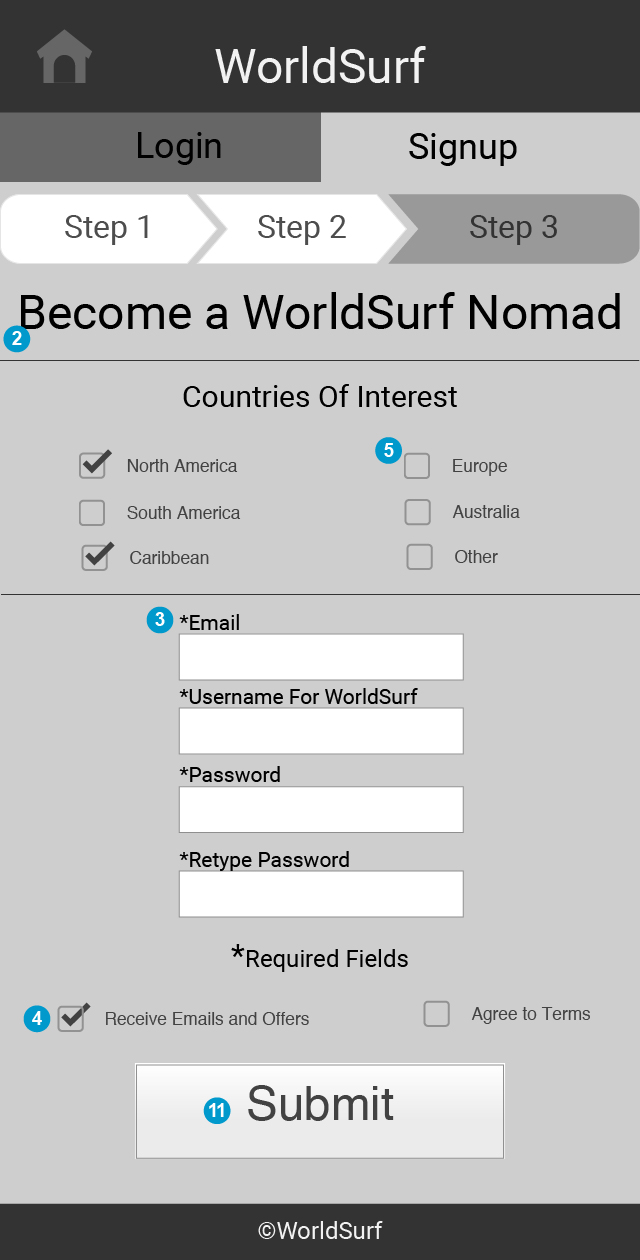 WorldSurf
Login Signup
Step 1 Step 2 Step 3
Become a WorldSurf Nomad
2
Countries Of Interest
North America 5 Europe
South America Australia
Caribbean Other
3 *Email
*Username For WorldSurf
*Password
*Retype Password
*Required Fields
4 Receive Emails and Offers Agree to Terms
11 Submit
©WorldSurf